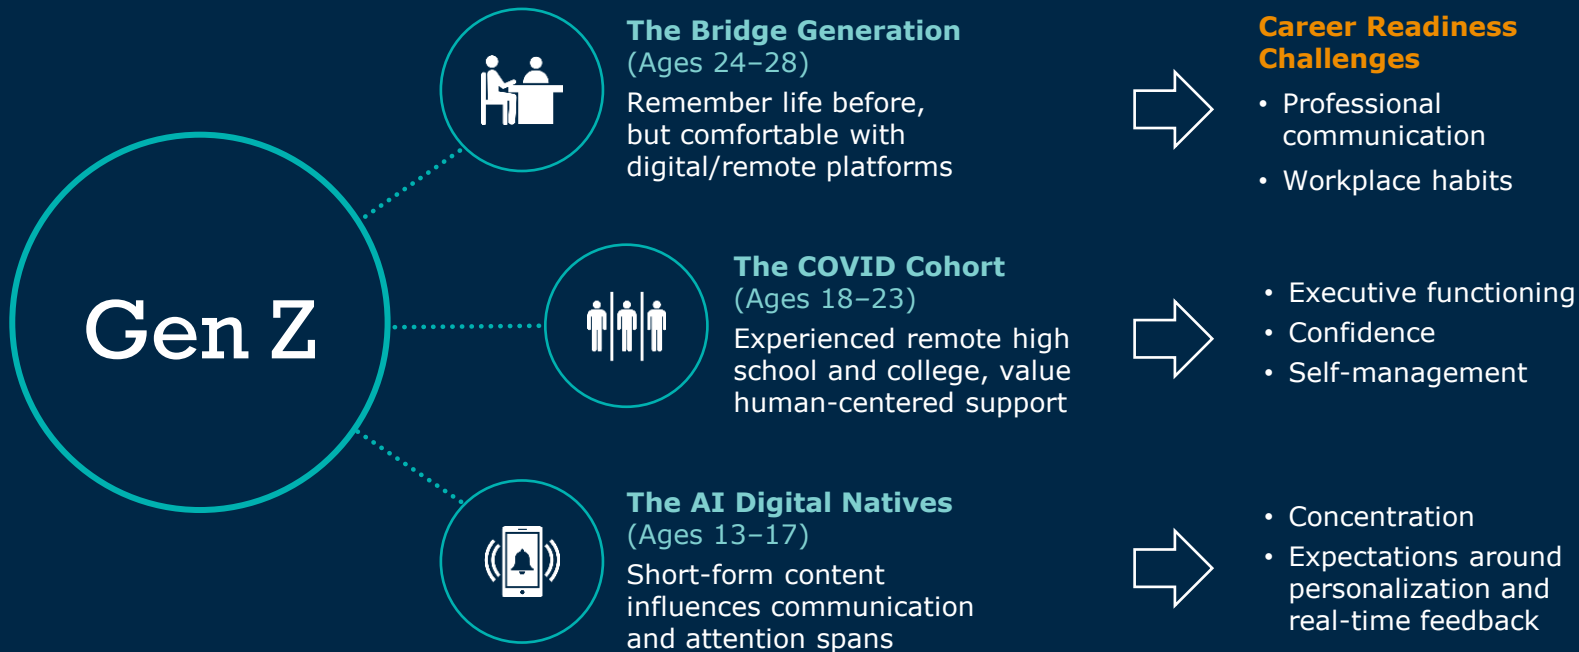 Gen Z
The Bridge Generation
(Ages 24–28)
Remember life before,
but comfortable with
digital/remote platforms
Career Readiness
Challenges
• Professional
communication
• Workplace habits
The COVID Cohort
(Ages 18–23)
Experienced remote high
school and college, value
human-centered support
• Executive functioning
• Confidence
• Self-management
The AI Digital Natives
(Ages 13–17)
Short-form content
influences communication
and attention spans
• Concentration
• Expectations around
personalization and
real-time feedback